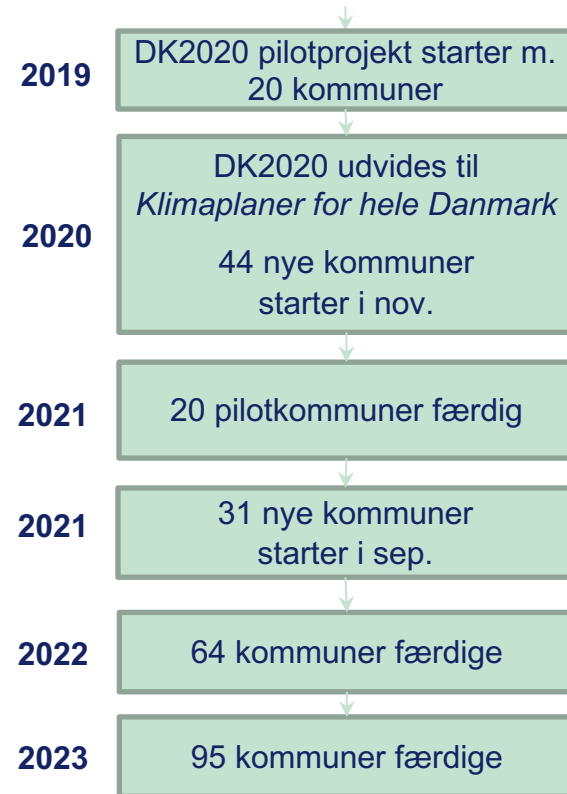 2019
DK2020 pilotprojekt starter m.
20 kommuner
2020
DK2020 udvides til
Klimaplaner for hele Danmark
44 nye kommuner
starter i nov.
2021
20 pilotkommuner færdig
2021
31 nye kommuner
starter i sep.
2022
64 kommuner færdige
2023
95 kommuner færdige